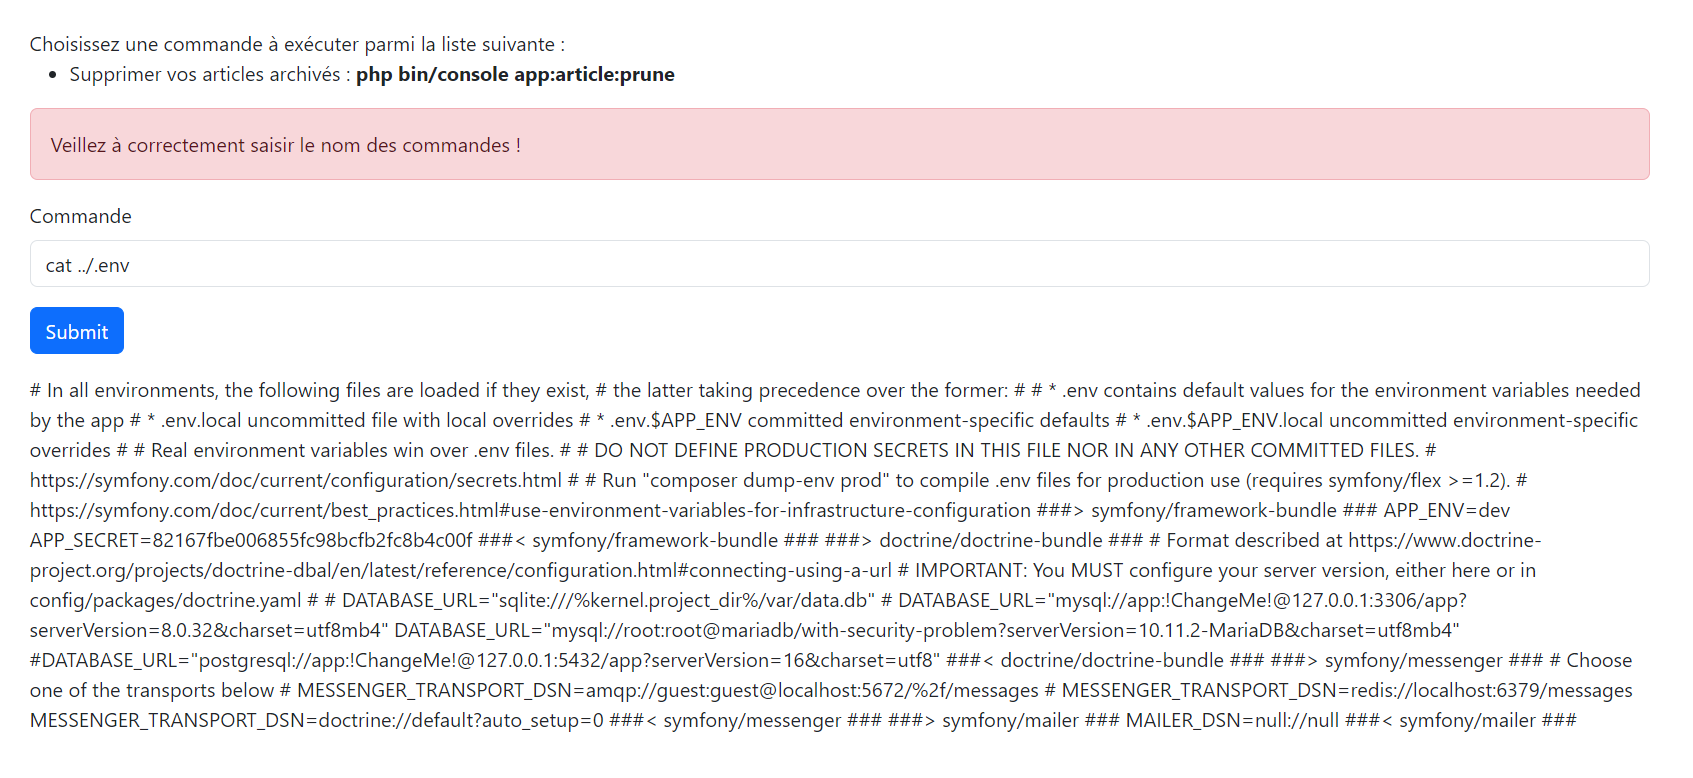 Choisissez une commande à exécuter parmi la liste suivante :
• Supprimer vos articles archivés : php bin/console app:article:prune
Veillez à correctement saisir le nom des commandes !
Commande
cat ../.env
Submit
# In all environments, the following files are loaded if they exist, # the latter taking precedence over the former: # # * .env contains default values for the environment variables needed
by the app # * .env.local uncommitted file with local overrides # * .env.$APP_ENV committed environment-specific defaults # * .env.$APP_ENV.local uncommitted environment-specific
overrides # # Real environment variables win over .env files. # # DO NOT DEFINE PRODUCTION SECRETS IN THIS FILE NOR IN ANY OTHER COMMITTED FILES. #
https://symfony.com/doc/current/configuration/secrets.html # # Run "composer dump-env prod" to compile .env files for production use (requires symfony/flex >=1.2). #
https://symfony.com/doc/current/best_practices.html#use-environment-variables-for-infrastructure-configuration ###> symfony/framework-bundle ### APP_ENV=dev
APP_SECRET=82167fbe006855fc98bcfb2fc8b4c00f ###< symfony/framework-bundle ### ###> doctrine/doctrine-bundle ### # Format described at https://www.doctrine-
project.org/projects/doctrine-dbal/en/latest/reference/configuration.html#connecting-using-a-url # IMPORTANT: You MUST configure your server version, either here or in
config/packages/doctrine.yaml # # DATABASE_URL="sqlite:///%kernel.project_dir%/var/data.db" # DATABASE_URL="mysql://app:!ChangeMe!@127.0.0.1:3306/app?
serverVersion=8.0.32&charset=utf8mb4" DATABASE_URL="mysql://root:root@mariadb/with-security-problem?serverVersion=10.11.2-MariaDB&charset=utf8mb4"
#DATABASE_URL="postgresql://app:!ChangeMe!@127.0.0.1:5432/app?serverVersion=16&charset=utf8" ###< doctrine/doctrine-bundle ### ###> symfony/messenger ### # Choose
one of the transports below # MESSENGER_TRANSPORT_DSN=amqp://guest:guest@localhost:5672/%2f/messages # MESSENGER_TRANSPORT_DSN=redis://localhost:6379/messages
MESSENGER_TRANSPORT_DSN=doctrine://default?auto_setup=0 ###< symfony/messenger ### ###> symfony/mailer ### MAILER_DSN=null://null ###< symfony/mailer ###